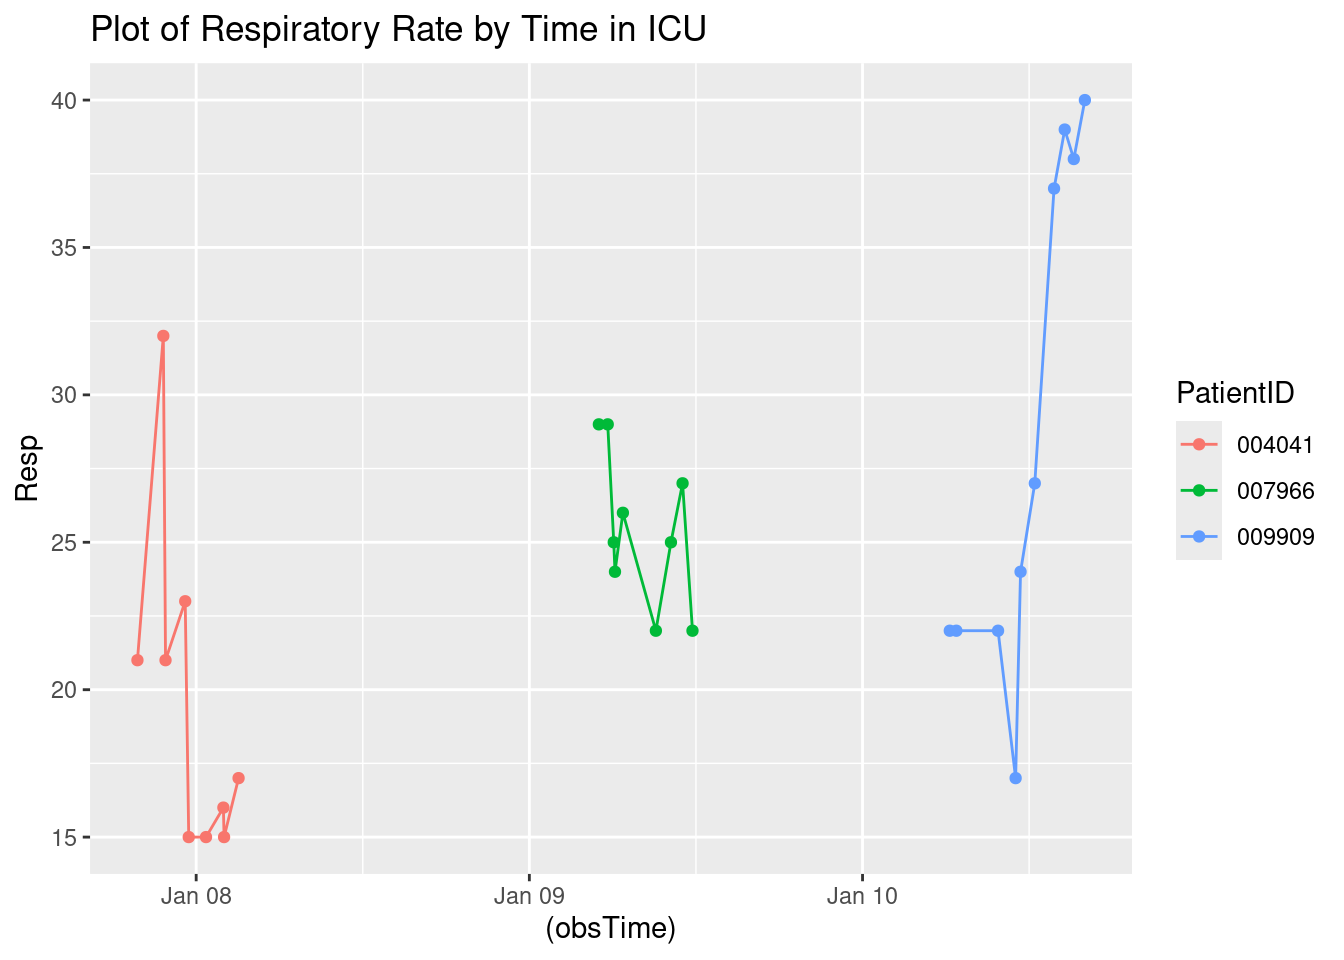 Plot of Respiratory Rate by Time in ICU
40
35
30
25
20
15
Resp
Jan 08
Jan 09
Jan 10
(obsTime)
PatientID
004041
007966
009909